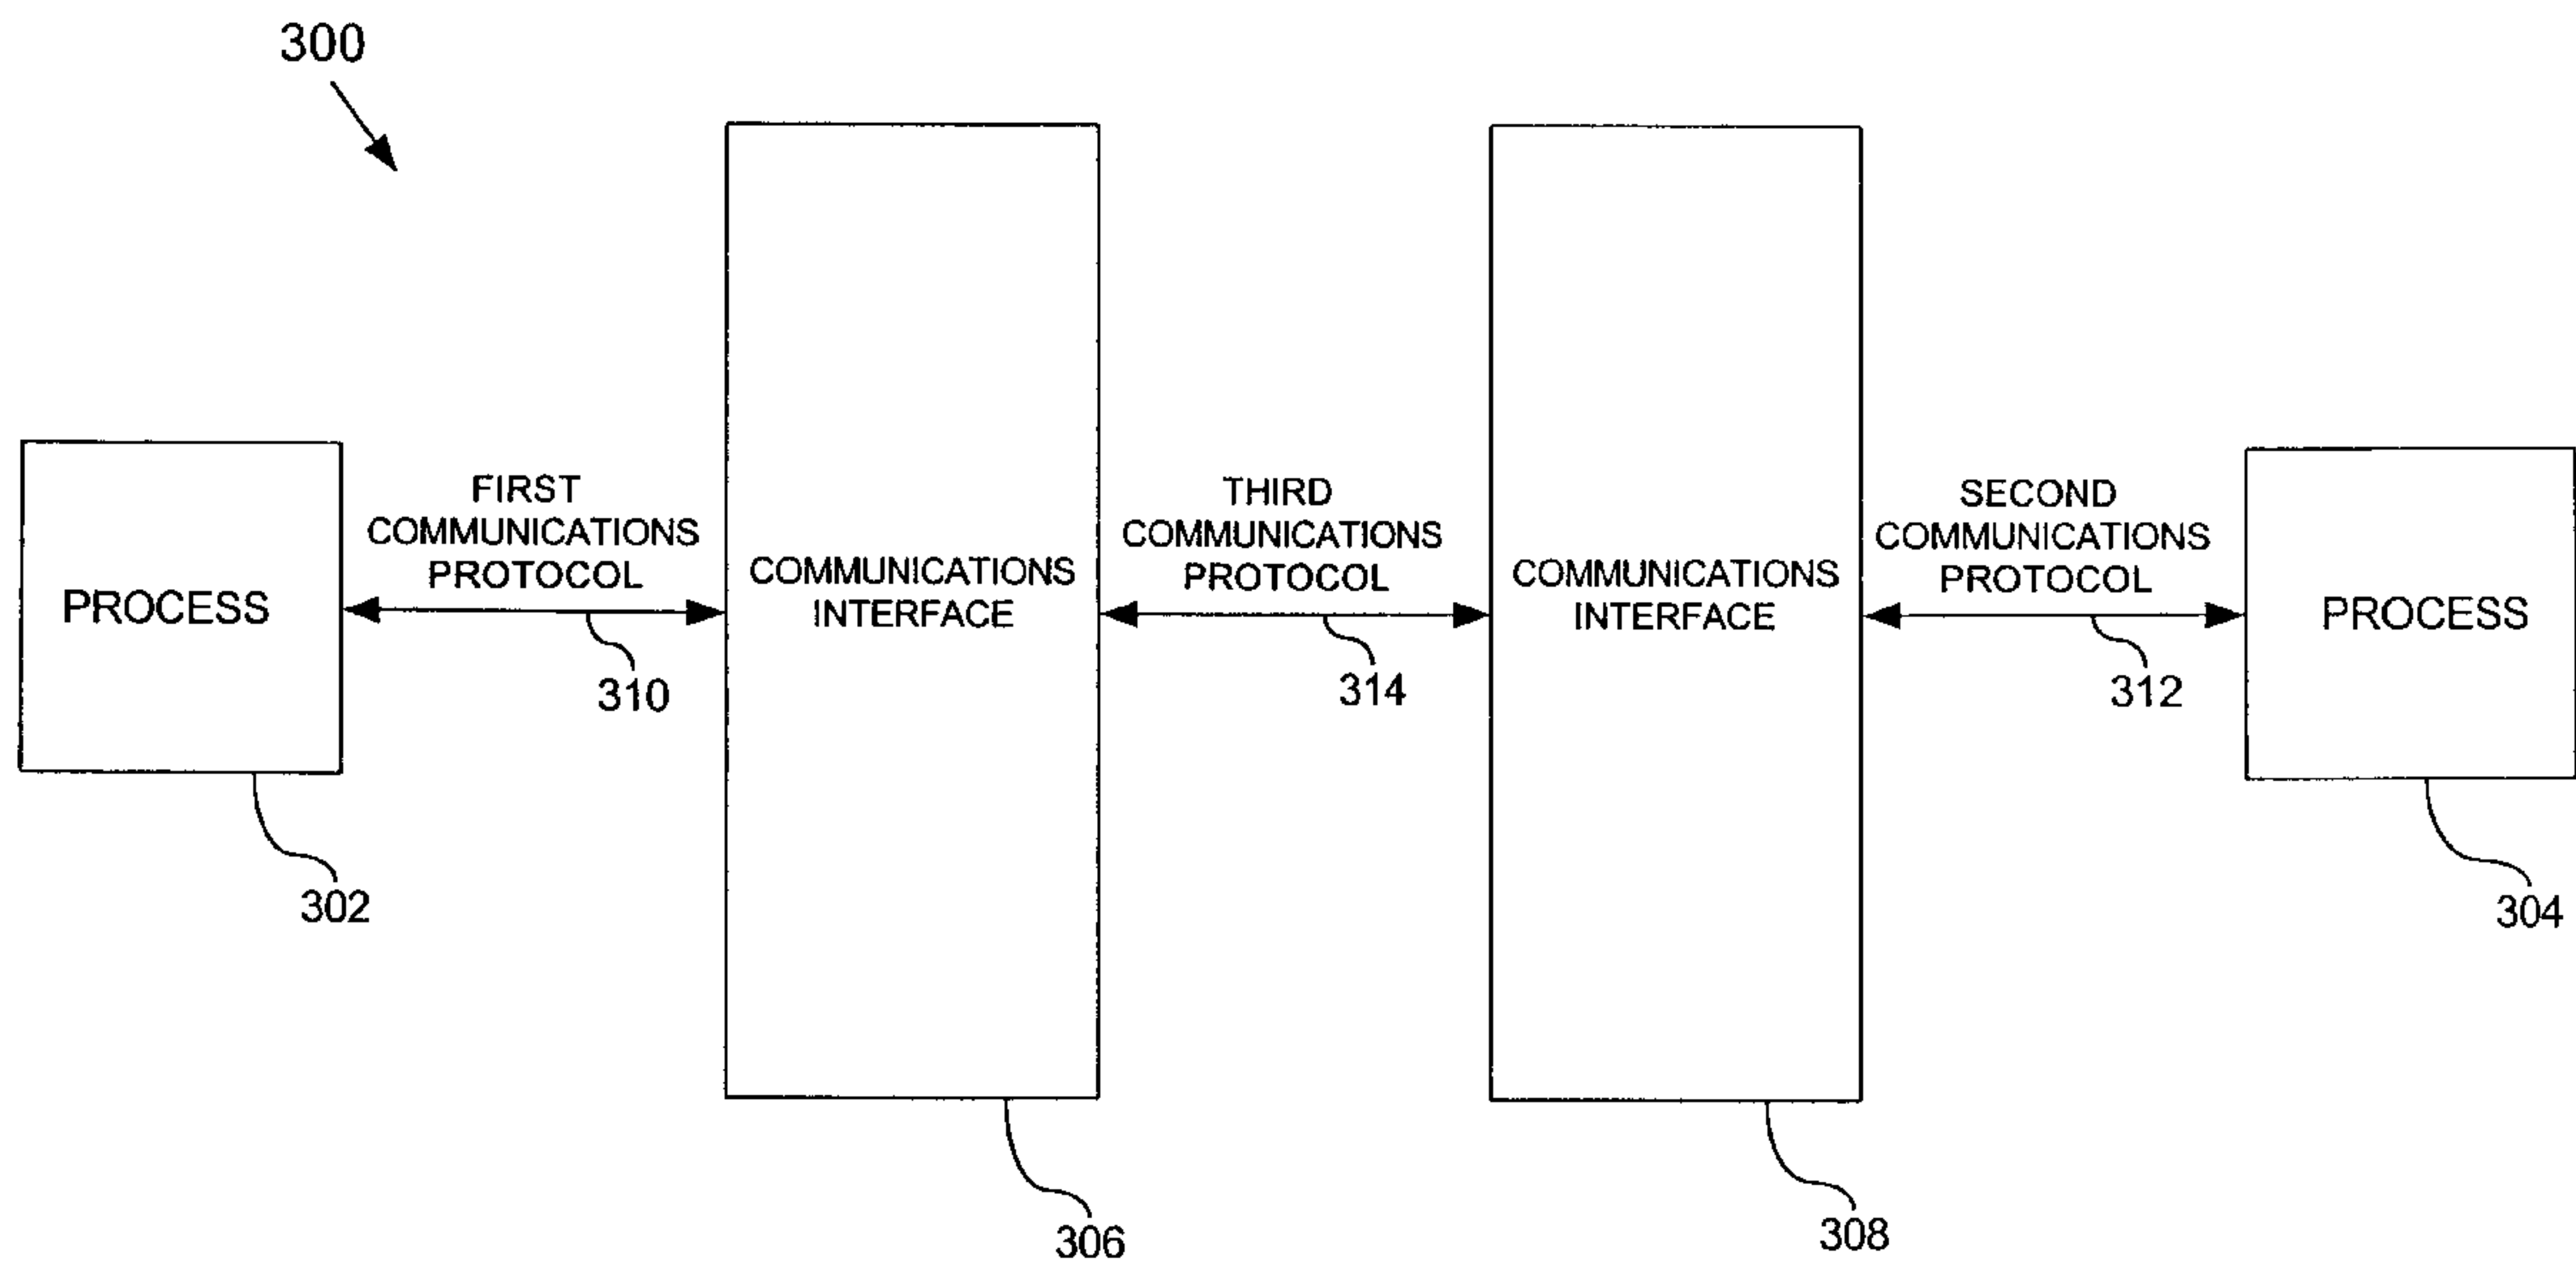 300
FIRST
COMMUNICATIONS
PROTOCOL
THIRD
COMMUNICATIONS
PROTOCOL
SECOND
COMMUNICATIONS
PROTOCOL
PROCESS
COMMUNICATIONS
INTERFACE
COMMUNICATIONS
INTERFACE
PROCESS
310
314
312
302
304
306
308